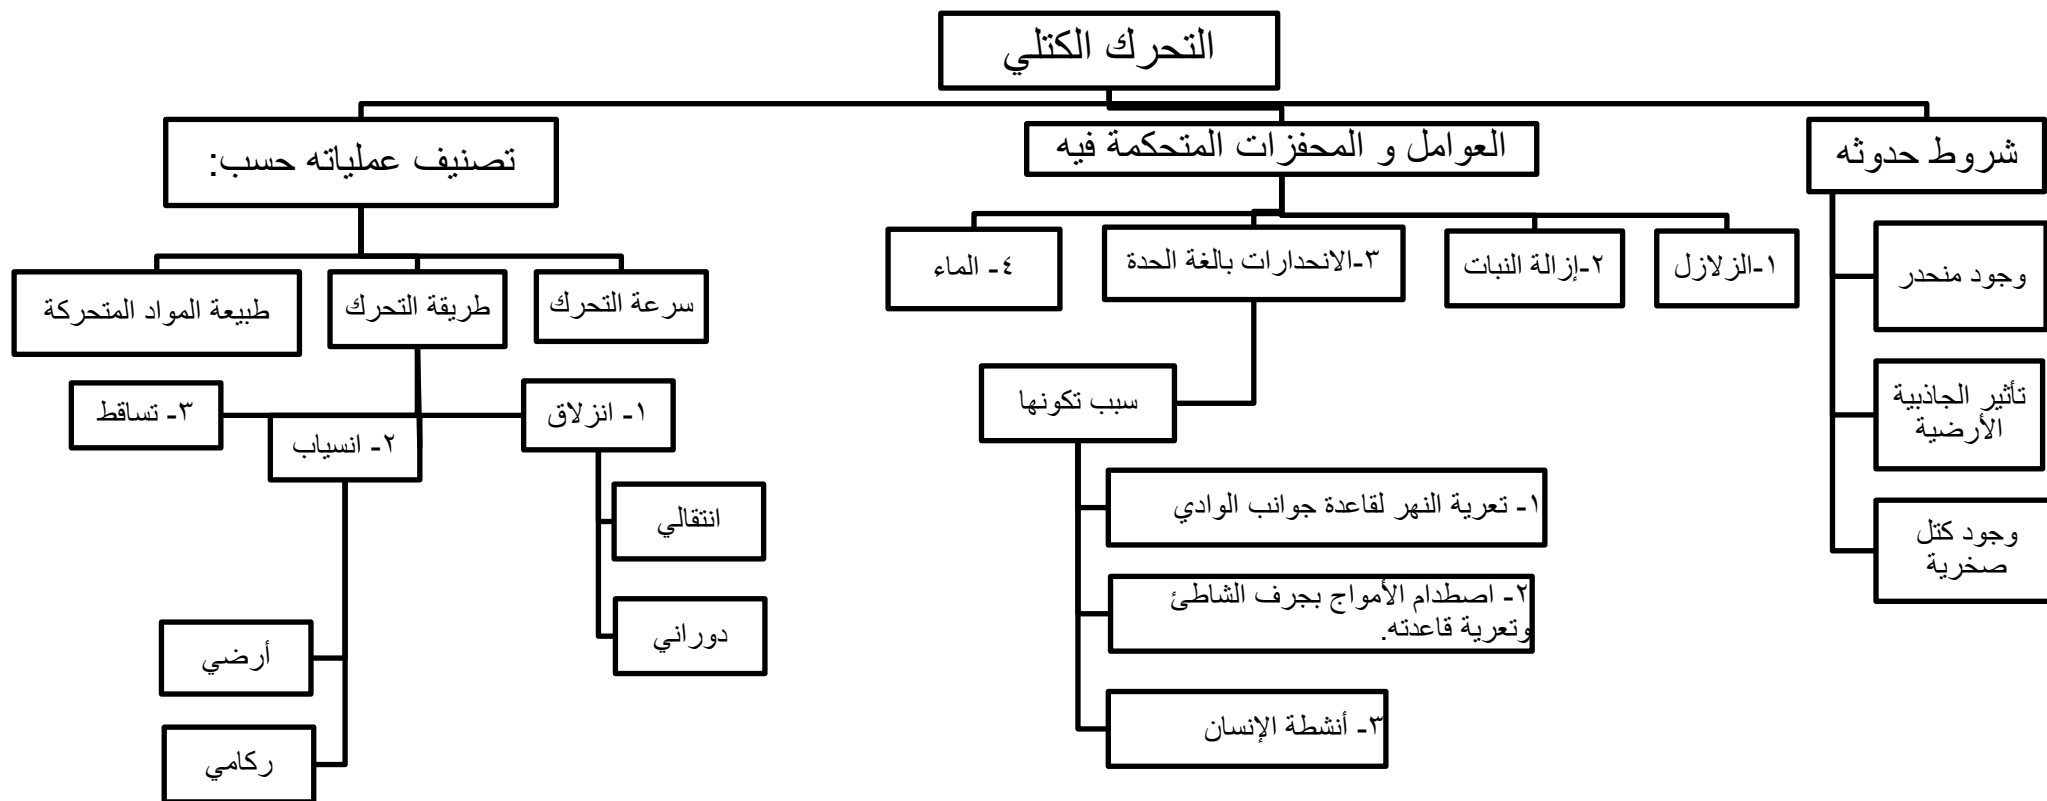 التحرك الكتلي
شروط حدوثه
وجود منحدر
تأثير الجاذبية
الأرضية
وجود كتل
صخرية
العوامل و المحفزات المتحكمة فيه
١-الزلازل
٢-إزالة النبات
٣-الانحدارات بالغة الحدة
سبب تكونها
١- تعرية النهر لقاعدة جوانب الوادي
٢- اصطدام الأمواج بجرف الشاطئ
وتعرية قاعدته.
٣- أنشطة الإنسان
٤- الماء
تصنيف عملياته حسب:
سرعة التحرك
طريقة التحرك
١- انزلاق
انتقالي
دوراني
٢- انسياب
أرضي
ركامي
٣- تساقط
طبيعة المواد المتحركة